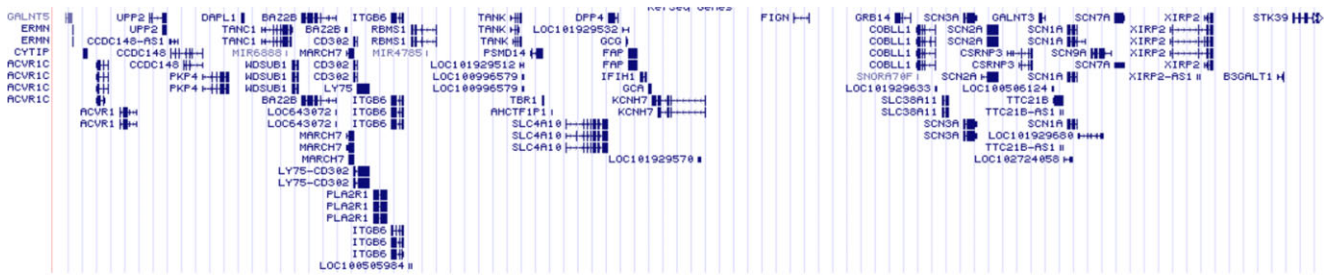 RefSeq Genes
GALNT5 UPP2 DAPL1 BAZ2B ITGB6 TANK DPP4 FIGN GRB14 SCN3A GALNT3 SCN7A XIRP2 STK39
ERMN UPP2 TANC1 BAZ2B RBMS1 TANK LOC101929532 COBLL1 SCN2A SCN1A XIRP2
ERMN CCDC148-AS1 TANC1 CD302 RBMS1 TANK GCG COBLL1 SCN2A SCN1A XIRP2
CYTIP CCDC148 MIR6888 MARCH7 MIR4785 PSMD14 FAP COBLL1 CSRNP3 SCN9A XIRP2
ACVR1C CCDC148 WDSUB1 CD302 LOC101929512 FAP COBLL1 CSRNP3 SCN7A XIRP2
ACVR1C PKP4 WDSUB1 CD302 LOC100996579 IFIH1 SNORA70F SCN2A SCN1A XIRP2-AS1 B3GALT1
ACVR1C PKP4 WDSUB1 LY75 LOC100996579 GCA LOC101929633 LOC100506124
ACVR1C BAZ2B ITGB6 TBR1 KCNH7 SLC38A11 TTC21B
ACVR1 LOC643072 ITGB6 AHCTF1P1 KCNH7 SLC38A11 TTC21B-AS1
ACVR1 LOC643072 ITGB6 SLC4A10 SCN3A SCN1A
MARCH7 SLC4A10 SCN3A LOC101929680
MARCH7 SLC4A10 TTC21B-AS1
MARCH7 LOC101929570 LOC102724058
LY75-CD302
LY75-CD302
PLA2R1
PLA2R1
PLA2R1
ITGB6
ITGB6
ITGB6
LOC100505984